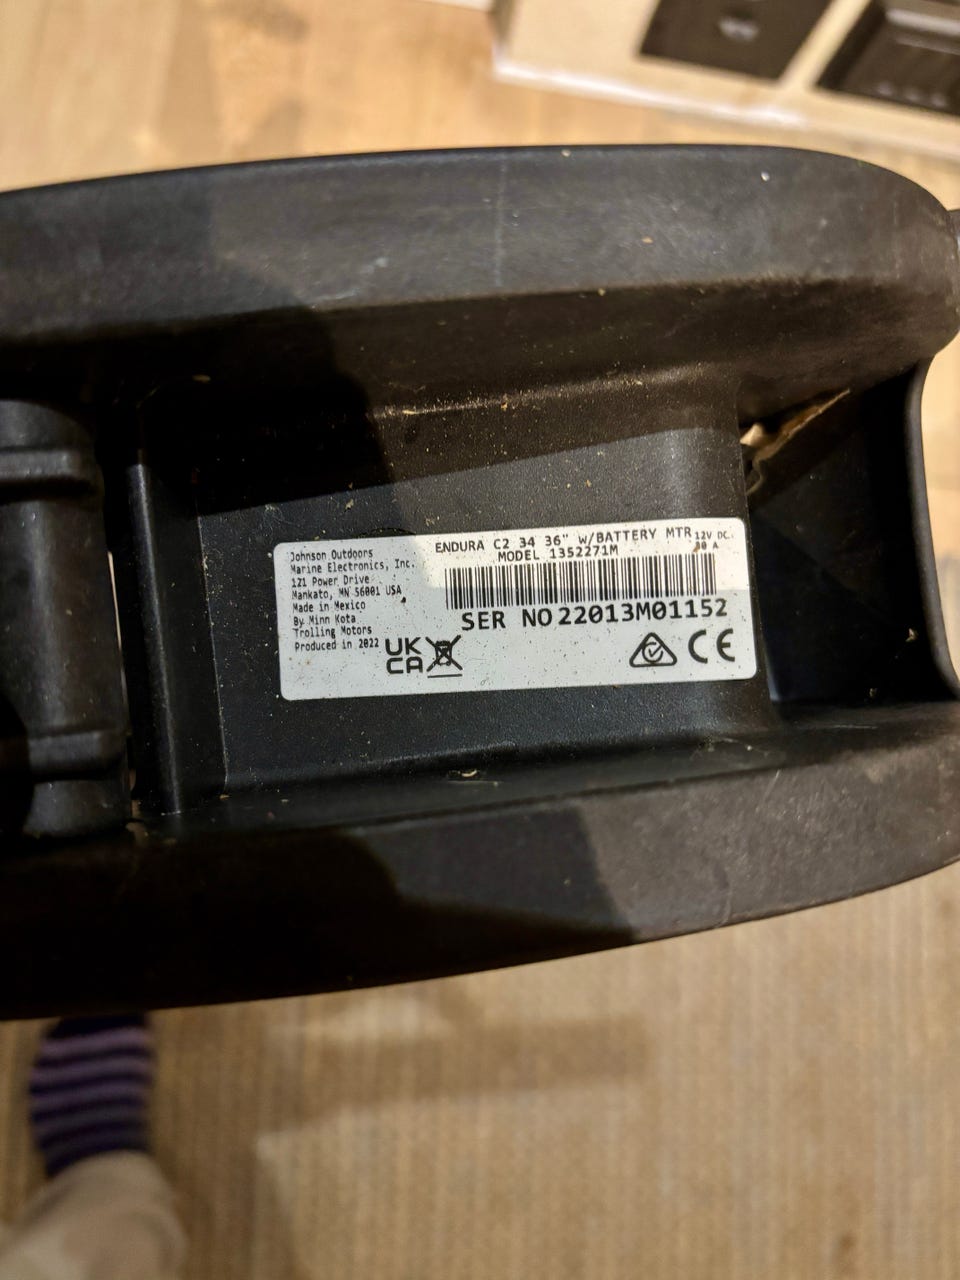 Johnson Outdoors
Marine Electronics, Inc.
121 Power Drive
Mankato, MN 56001 USA
Made in Mexico
By Minn Kota
Trolling Motors
Produced in 2022
ENDURA C2 34 36" w/BATTERY MTR 12V DC.
MODEL 1352271M 30 A
SER NO 22013M01152
UK
CA
CE